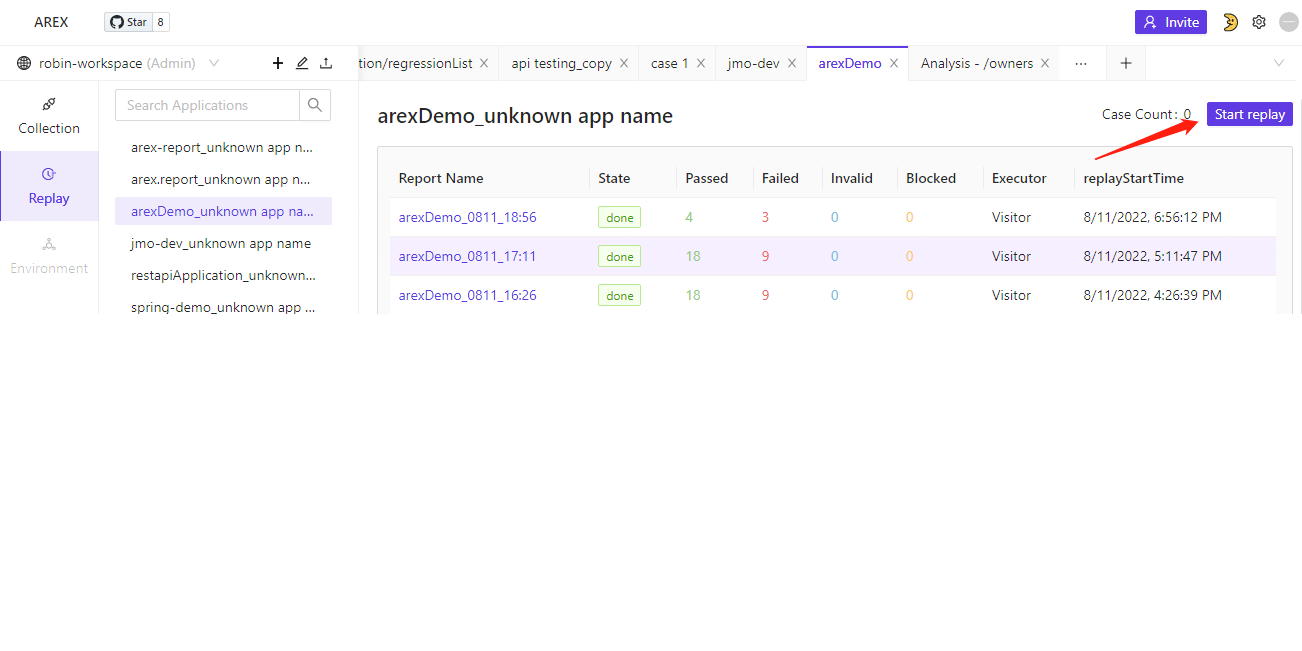 AREX Star 8 Invite
robin-workspace (Admin) tion/regressionList api testing_copy case 1 jmo-dev arexDemo Analysis - /owners ···
Collection
Replay
Environment
Search Applications
arex-report_unknown app n...
arex.report_unknown app n...
arexDemo_unknown app na...
jmo-dev_unknown app name
restapiApplication_unknown...
spring-demo_unknown app ...
arexDemo_unknown app name Case Count: 0 Start replay
Report Name State Passed Failed Invalid Blocked Executor replayStartTime
arexDemo_0811_18:56 done 4 3 0 0 Visitor 8/11/2022, 6:56:12 PM
arexDemo_0811_17:11 done 18 9 0 0 Visitor 8/11/2022, 5:11:47 PM
arexDemo_0811_16:26 done 18 9 0 0 Visitor 8/11/2022, 4:26:39 PM